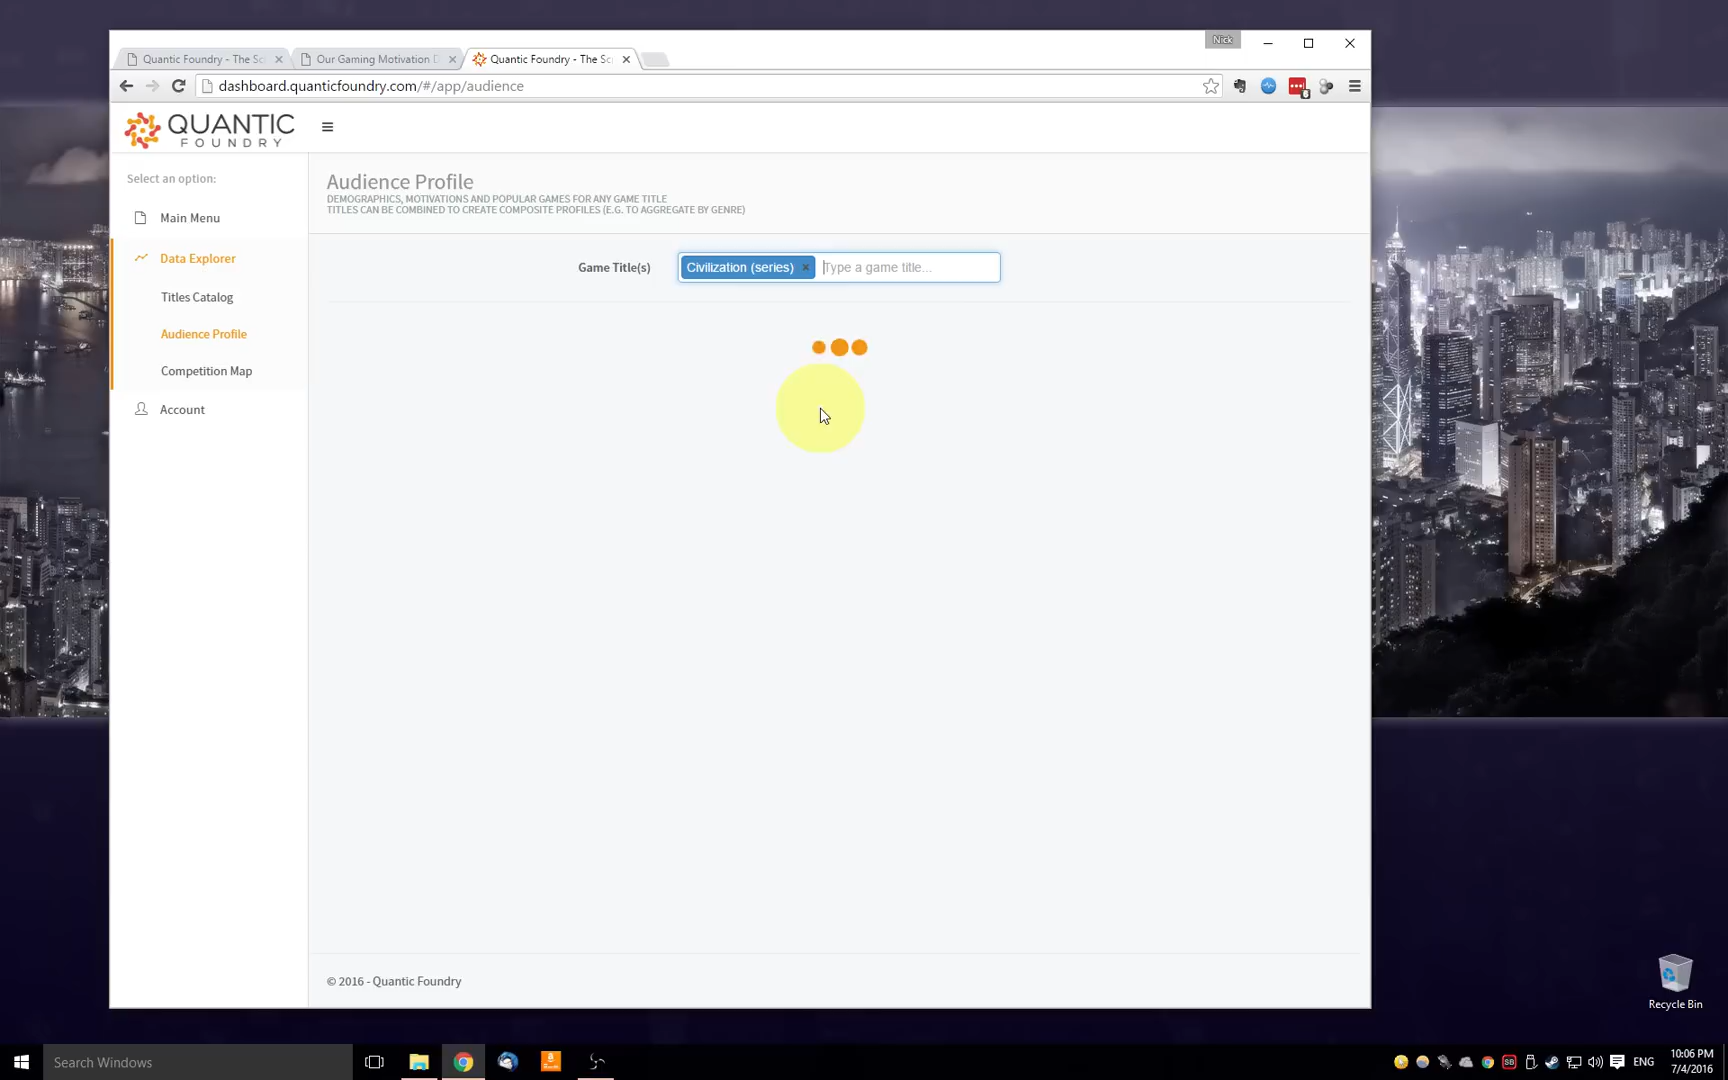 Nick
Quantic Foundry - The Sc
Our Gaming Motivation D
Quantic Foundry - The Sc
dashboard.quanticfoundry.com/#/app/audience
QUANTIC
FOUNDRY
Select an option:
Main Menu
Data Explorer
Titles Catalog
Audience Profile
Competition Map
Account
Audience Profile
DEMOGRAPHICS, MOTIVATIONS AND POPULAR GAMES FOR ANY GAME TITLE
TITLES CAN BE COMBINED TO CREATE COMPOSITE PROFILES (E.G. TO AGGREGATE BY GENRE)
Game Title(s)
Civilization (series) × Type a game title...
© 2016 - Quantic Foundry
Recycle Bin
Search Windows
ENG
10:06 PM
7/4/2016